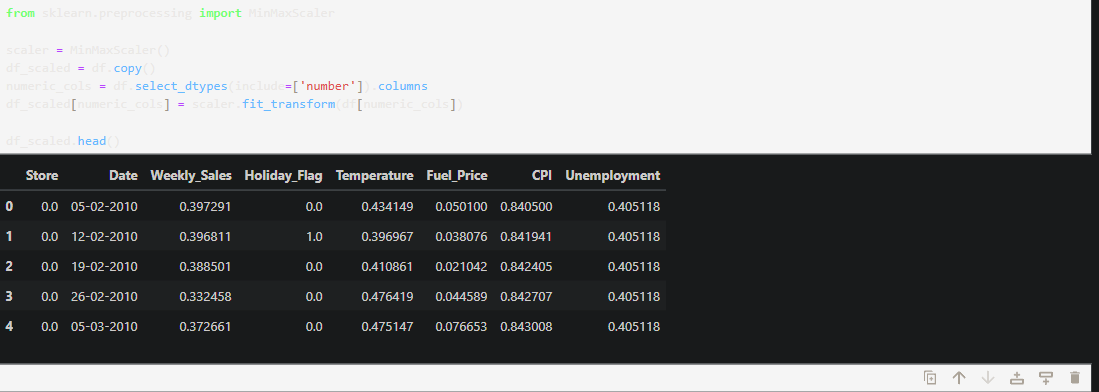 from sklearn.preprocessing import MinMaxScaler
scaler = MinMaxScaler()
df_scaled = df.copy()
numeric_cols = df.select_dtypes(include=['number']).columns
df_scaled[numeric_cols] = scaler.fit_transform(df[numeric_cols])
df_scaled.head()
Store Date Weekly_Sales Holiday_Flag Temperature Fuel_Price CPI Unemployment
0 0.0 05-02-2010 0.397291 0.0 0.434149 0.050100 0.840500 0.405118
1 0.0 12-02-2010 0.396811 1.0 0.396967 0.038076 0.841941 0.405118
2 0.0 19-02-2010 0.388501 0.0 0.410861 0.021042 0.842405 0.405118
3 0.0 26-02-2010 0.332458 0.0 0.476419 0.044589 0.842707 0.405118
4 0.0 05-03-2010 0.372661 0.0 0.475147 0.076653 0.843008 0.405118